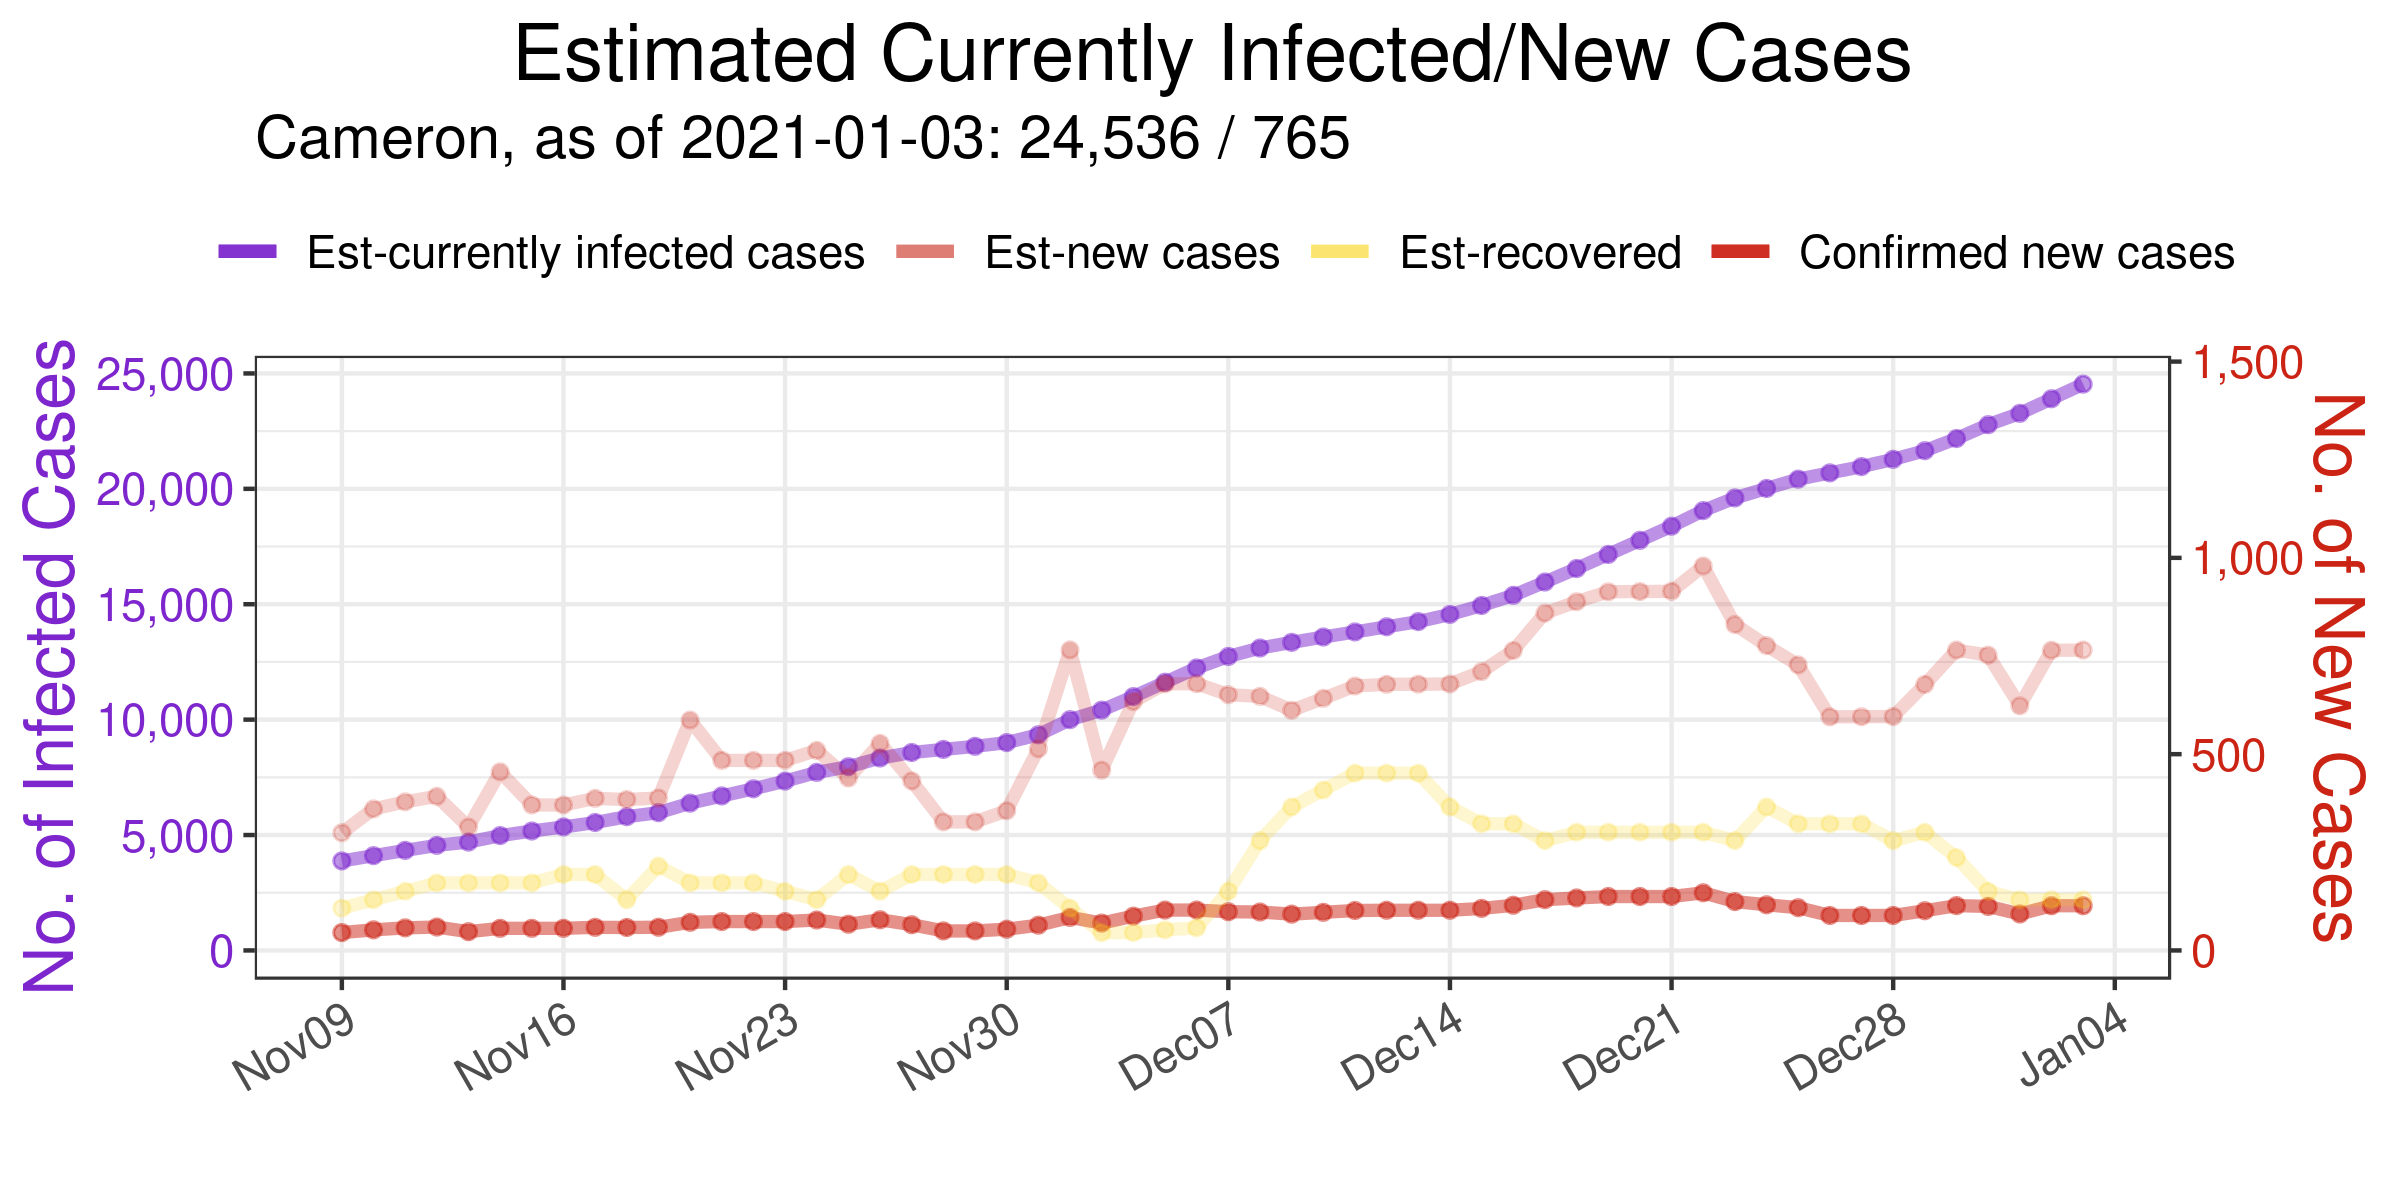 Estimated Currently Infected/New Cases
Cameron, as of 2021-01-03: 24,536 / 765
Est-currently infected cases Est-new cases Est-recovered Confirmed new cases
No. of Infected Cases
25,000
20,000
15,000
10,000
5,000
0
1,500
1,000
500
0
No. of New Cases
Nov09 Nov16 Nov23 Nov30 Dec07 Dec14 Dec21 Dec28 Jan04